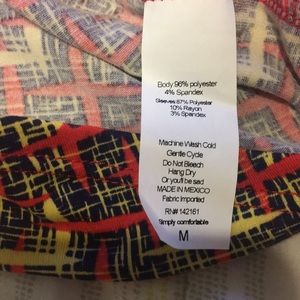 Body 96% polyester
4% Spandex
Sleeves 87% Polyester
10% Rayon
3% Spandex
Machine Wash Cold
Gentle Cycle
Do Not Bleach
Hang Dry
Or you'll be sad
MADE IN MEXICO
Fabric Imported
RN# 142161
Simply comfortable
M